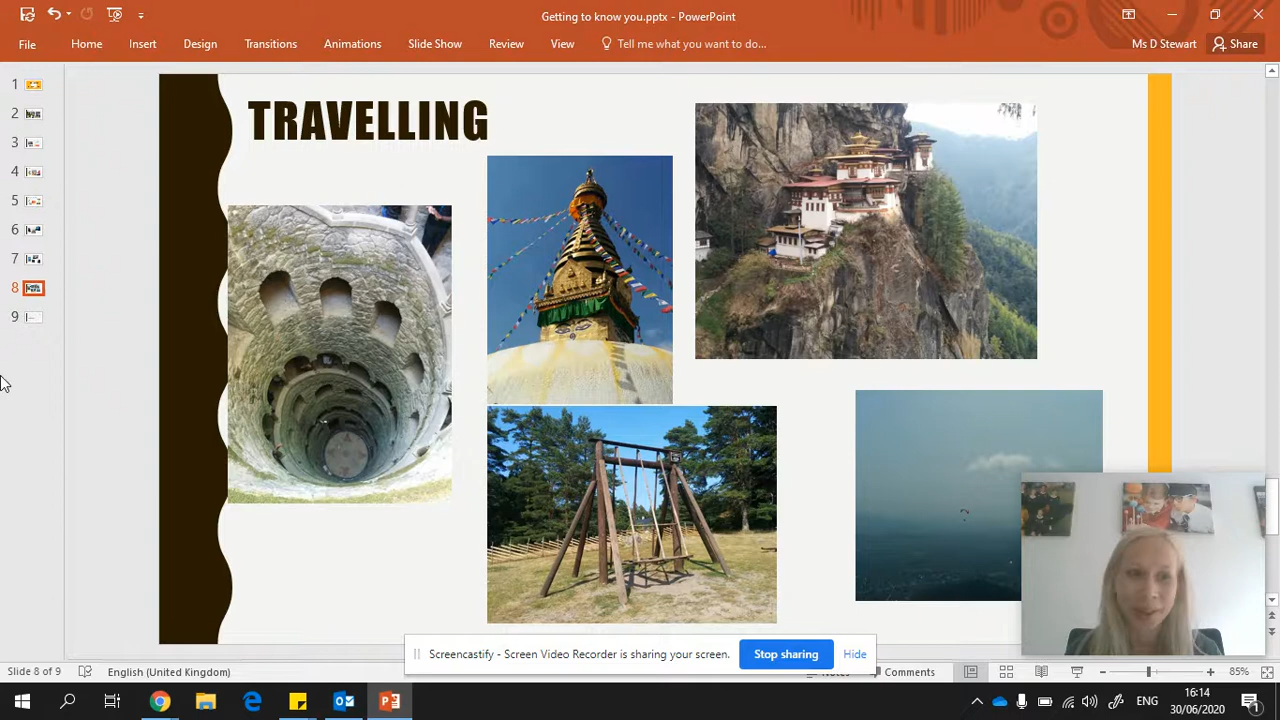 Getting to know you.pptx - PowerPoint
File Home Insert Design Transitions Animations Slide Show Review View Tell me what you want to do... Ms D Stewart Share
1
2
3
4
5
6
7
8
9
TRAVELLING
Screencastify - Screen Video Recorder is sharing your screen. Stop sharing Hide
Slide 8 of 9 English (United Kingdom) Notes Comments 85%
ENG 16:14
30/06/2020
1